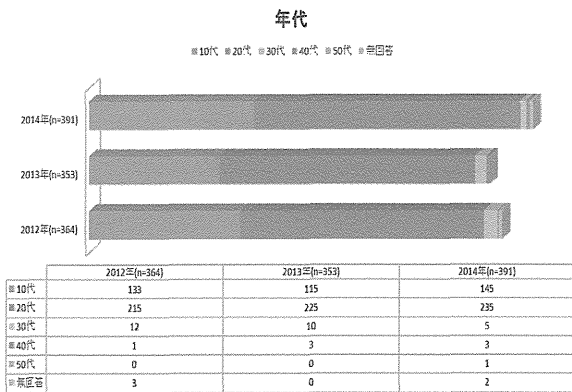 年代
10代 20代 30代 40代 50代 無回答
2014年(n=391)
2013年(n=353)
2012年(n=364)
2012年(n=364) 2013年(n=353) 2014年(n=391)
10代 133 115 145
20代 215 225 235
30代 12 10 5
40代 1 3 3
50代 0 0 1
無回答 3 0 2